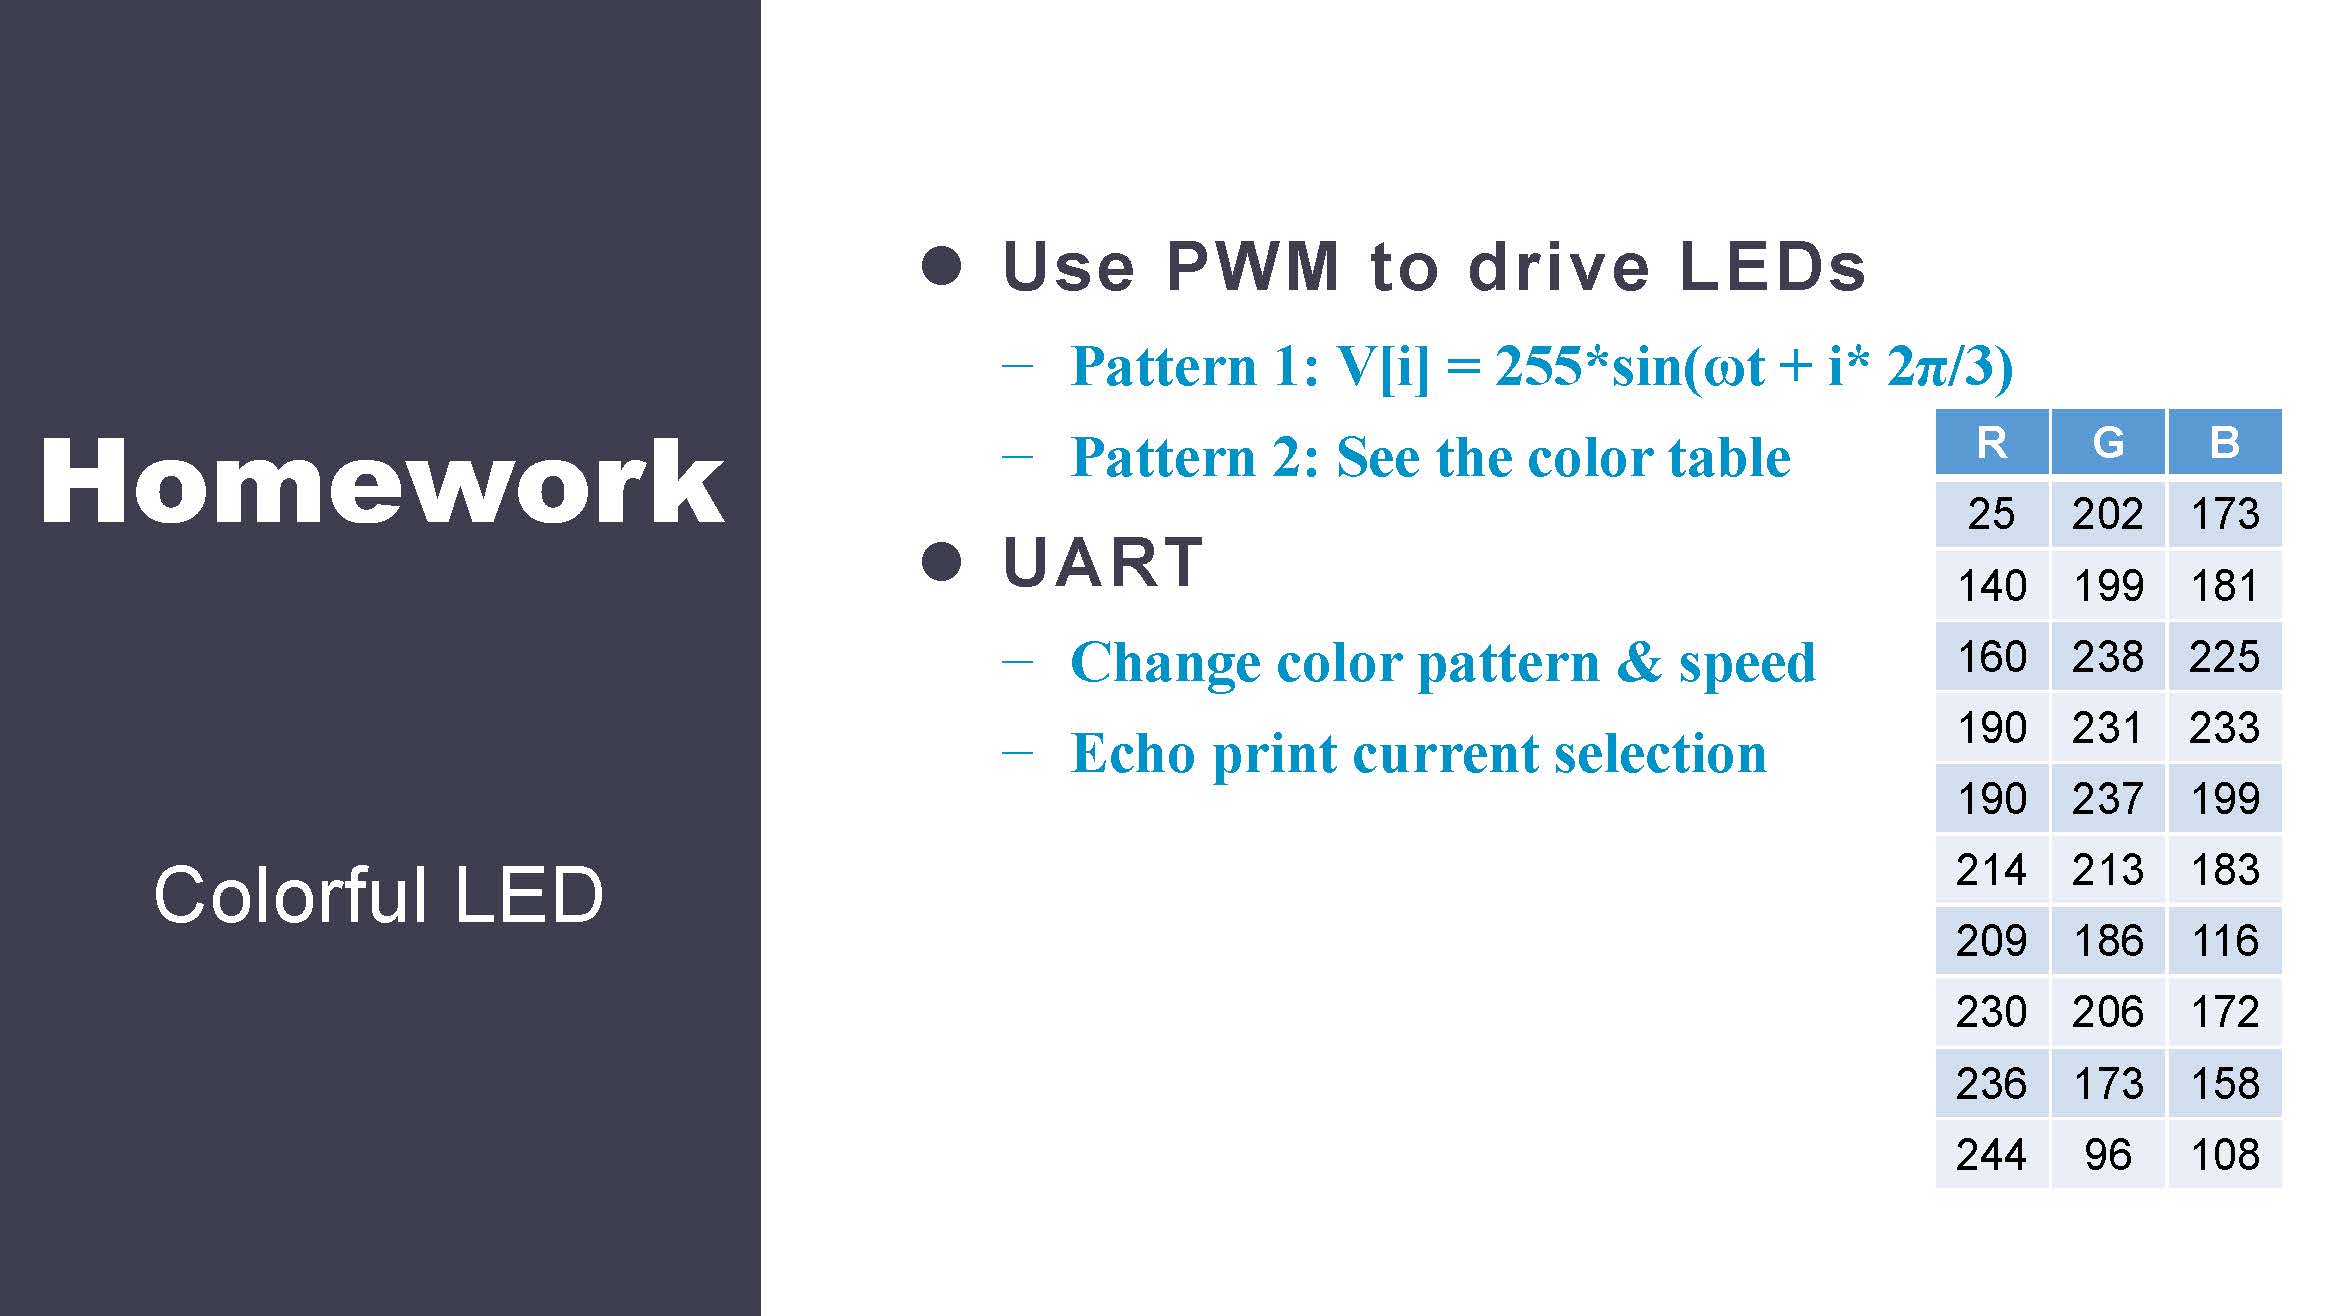 Homework
Colorful LED
● Use PWM to drive LEDs
– Pattern 1: V[i] = 255*sin(ωt + i* 2π/3)
– Pattern 2: See the color table
● UART
– Change color pattern & speed
– Echo print current selection
R G B
25 202 173
140 199 181
160 238 225
190 231 233
190 237 199
214 213 183
209 186 116
230 206 172
236 173 158
244 96 108